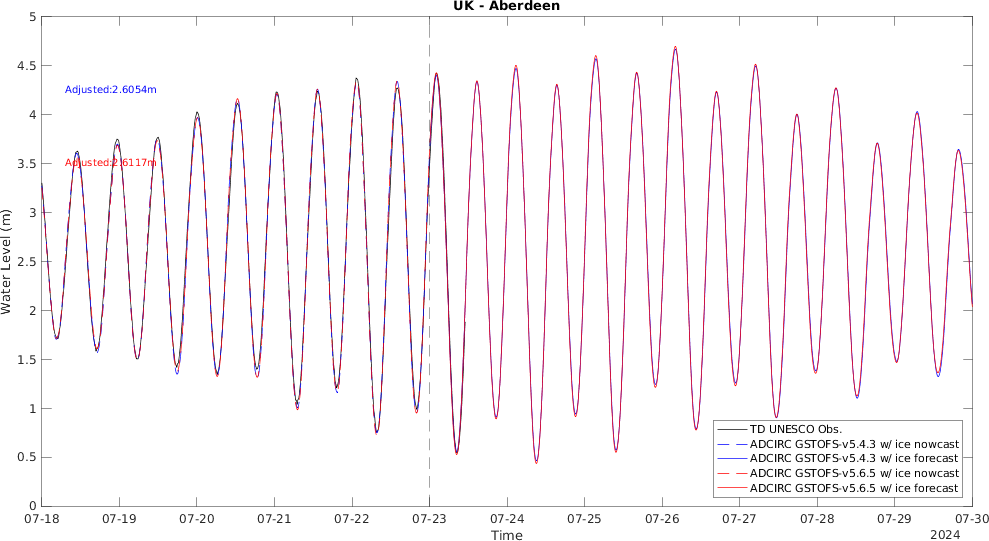 UK - Aberdeen
5
4.5
4
3.5
3
2.5
2
1.5
1
0.5
0
Water Level (m)
Adjusted:2.6054m
Adjusted:2.6117m
TD UNESCO Obs.
ADCIRC GSTOFS-v5.4.3 w/ ice nowcast
ADCIRC GSTOFS-v5.4.3 w/ ice forecast
ADCIRC GSTOFS-v5.6.5 w/ ice nowcast
ADCIRC GSTOFS-v5.6.5 w/ ice forecast
07-18 07-19 07-20 07-21 07-22 07-23 07-24 07-25 07-26 07-27 07-28 07-29 07-30
Time
2024